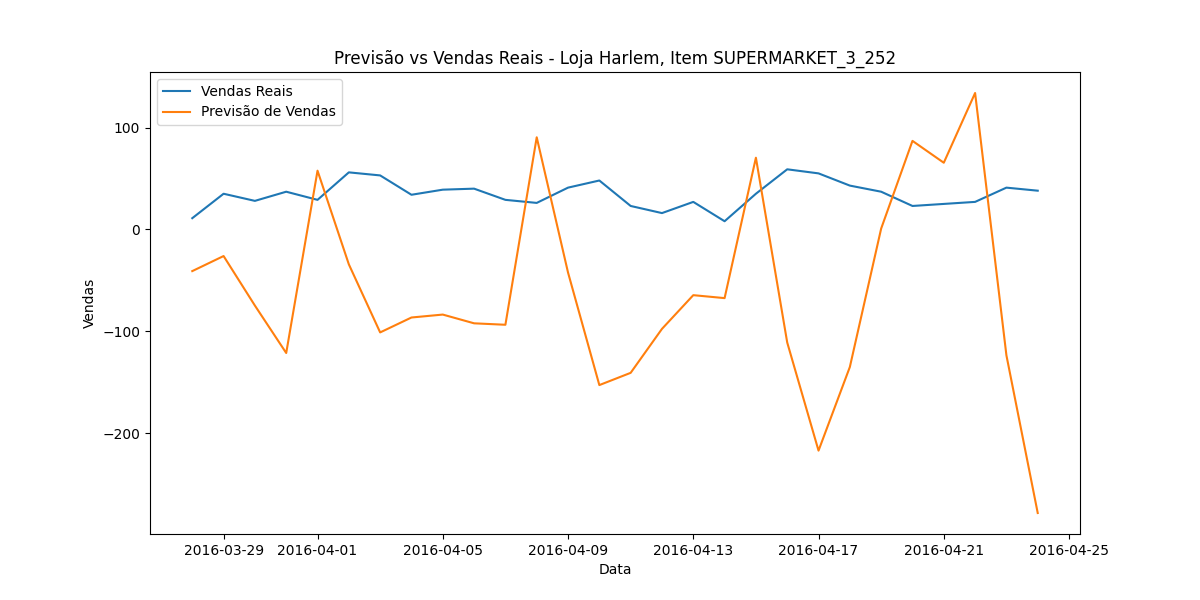 Previsão vs Vendas Reais - Loja Harlem, Item SUPERMARKET_3_252
Vendas Reais
Previsão de Vendas
100
0
−100
−200
Vendas
2016-03-29 2016-04-01 2016-04-05 2016-04-09 2016-04-13 2016-04-17 2016-04-21 2016-04-25
Data